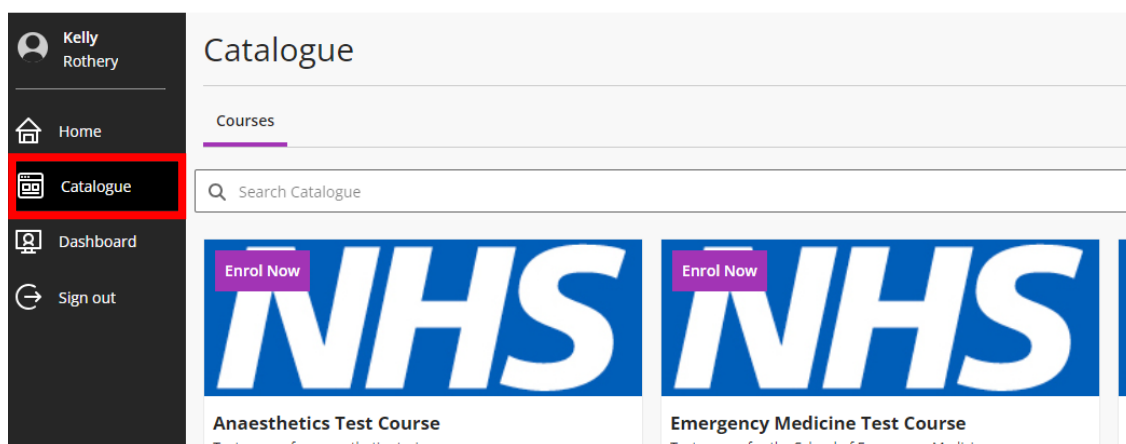 Kelly
Rothery
Home
Catalogue
Dashboard
Sign out
Catalogue
Courses
Search Catalogue
Enrol Now
NHS
Anaesthetics Test Course
Enrol Now
NHS
Emergency Medicine Test Course